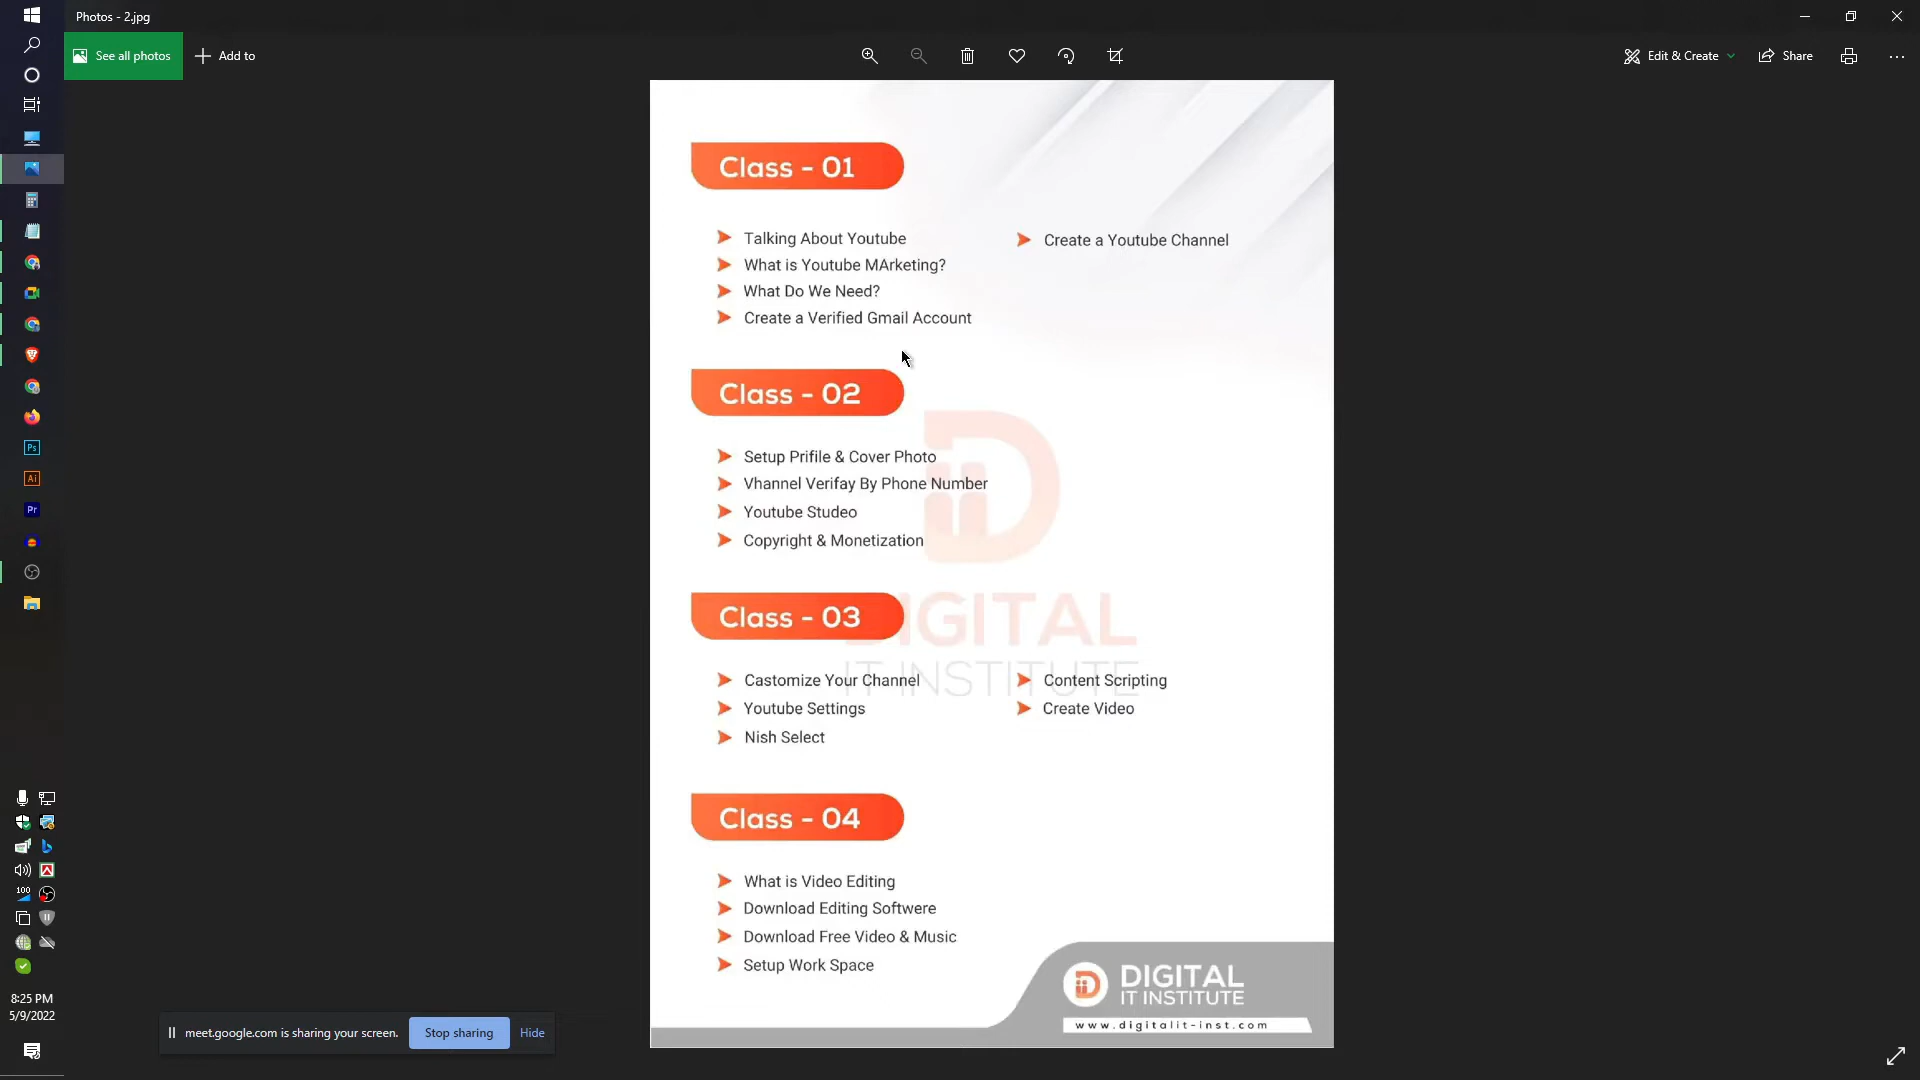 Photos - 2.jpg
See all photos
Add to
Edit & Create
Share
Class - 01
Talking About Youtube
What is Youtube MArketing?
What Do We Need?
Create a Verified Gmail Account
Create a Youtube Channel
Class - 02
Setup Prifile & Cover Photo
Vhannel Verifay By Phone Number
Youtube Studeo
Copyright & Monetization
Class - 03
Castomize Your Channel
Youtube Settings
Nish Select
Content Scripting
Create Video
DIGITAL
IT INSTITUTE
Class - 04
What is Video Editing
Download Editing Softwere
Download Free Video & Music
Setup Work Space
DIGITAL
IT INSTITUTE
www.digitalit-inst.com
Ps
Ai
Pr
100
8:25 PM
5/9/2022
meet.google.com is sharing your screen.
Stop sharing
Hide